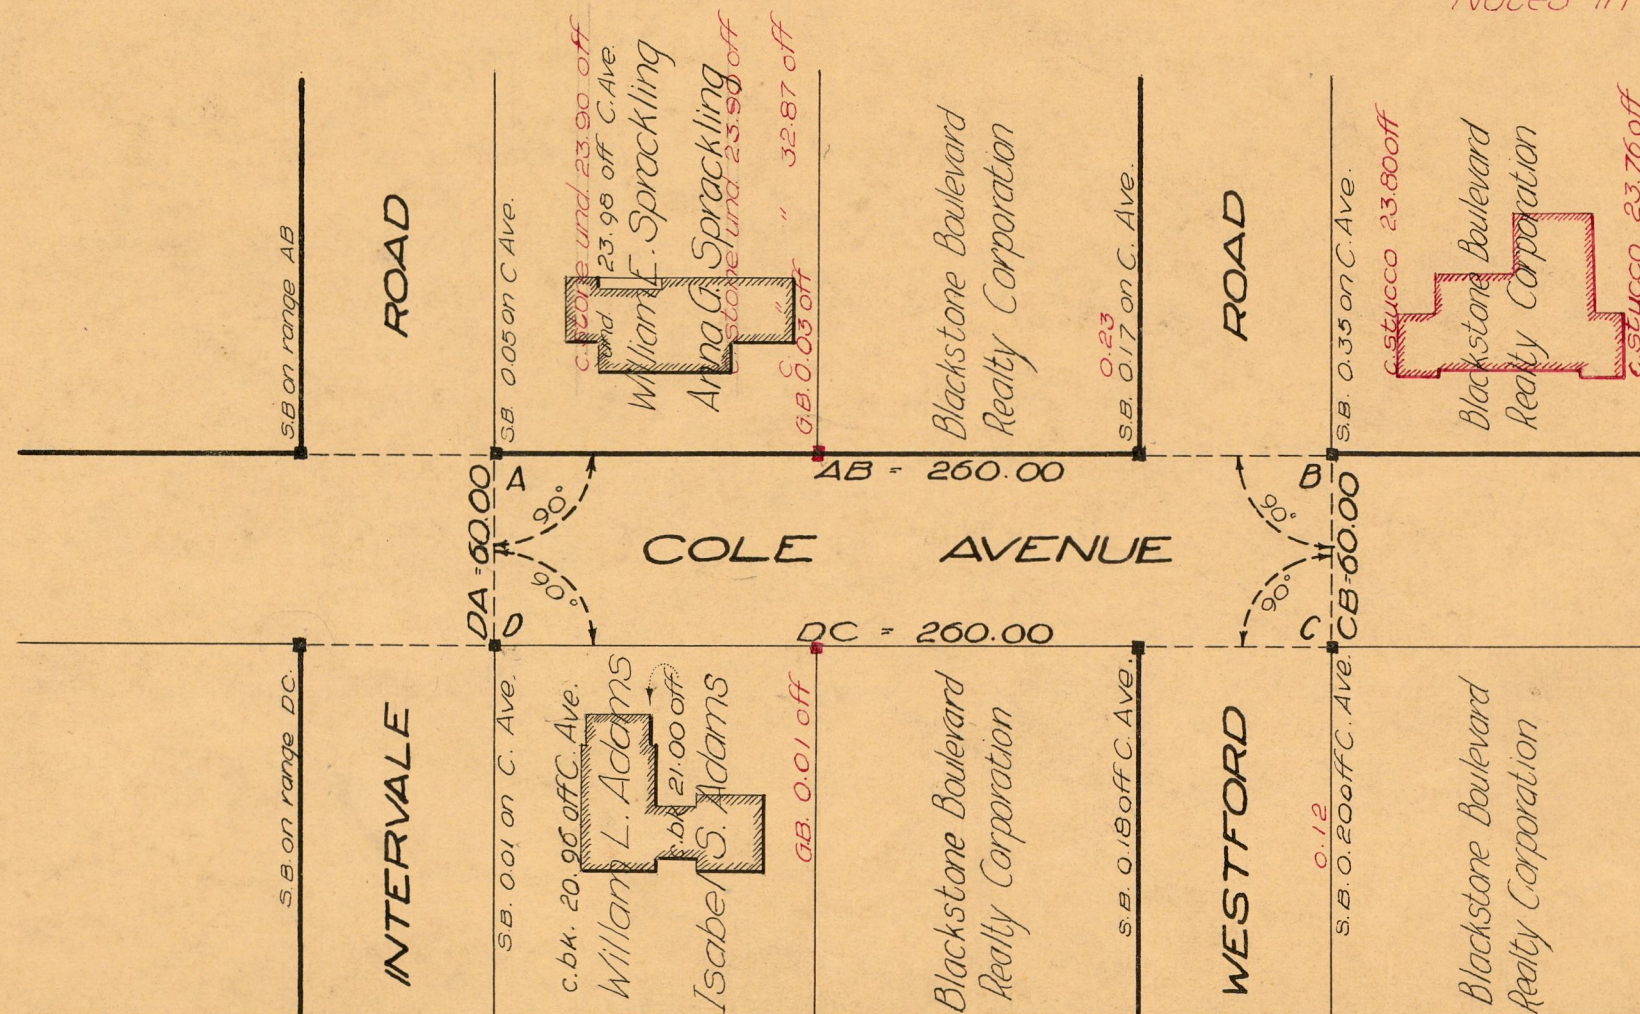 Noted in
S.B on range AB
ROAD
S.B. 0.05 on C Ave.
c.stone und. 23.90 off
und. 23.98 off C. Ave.
William E. Sprackling
Anna G. Sprackling
c.stone und 23.90 off
" " 32.87 off
G.B. 0.03 off
Blackstone Boulevard
Realty Corporation
0.23
S.B. 0.17 on C. Ave.
ROAD
S.B. 0.35 on C. Ave.
c.stucco 23.80 off
Blackstone Boulevard
Realty Corporation
c.stucco 23.76 off
A
AB = 260.00
B
DA = 60.00
90°
90°
COLE AVENUE
90°
90°
CB = 60.00
D
DC = 260.00
C
S.B. on range DC.
INTERVALE
S.B. 0.01 on C. Ave.
c.bk. 20.96 off C. Ave.
Willam L. Adams
c.bk. 21.00 off
Isabel S. Adams
G.B. 0.01 off
Blackstone Boulevard
Realty Corporation
S.B. 0.18 off C. Ave.
WESTFORD
0.12
S.B. 0.20 off C. Ave.
Blackstone Boulevard
Realty Corporation